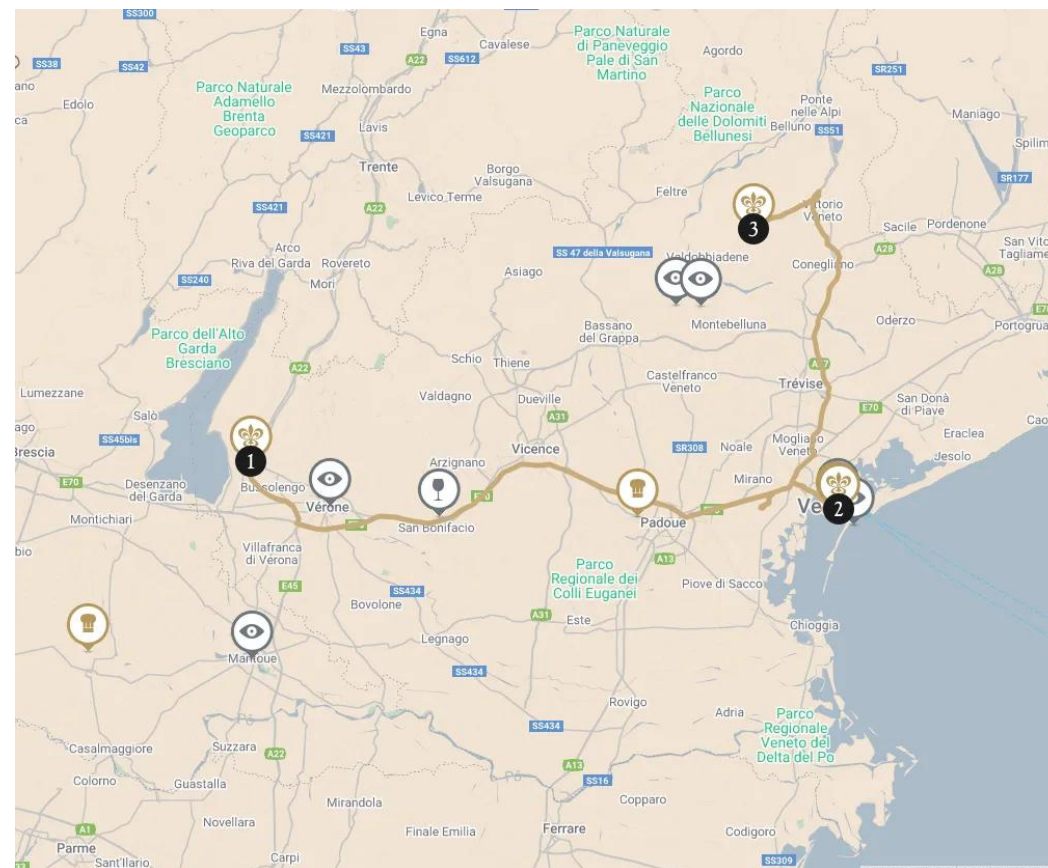 SS300
Egna
SS43
Cavalese
SS612
A22
Parco Naturale
di Paneveggio
Pale di San
Martino
Agordo
SR251
SS38
SS42
Edolo
Parco Naturale
Adamello
Brenta
Geoparco
Mezzolombardo
Lavis
SS421
Trente
Parco
Nazionale
delle Dolomiti
Bellunesi
Ponte
nelle Alpi
Belluno
SS51
Maniago
SR177
Borgo
Valsugana
Levico Terme
Feltre
SS421
A22
3
Vittorio
Veneto
Sacile
Pordenone
A28
San Vito
Arco
Riva del Garda
Rovereto
Mori
SS240
SS 47 della Valsugana
Asiago
Valdobbiadene
Conegliano
A28
Parco dell'Alto
Garda
Bresciano
A22
Bassano
del Grappa
Montebelluna
Oderzo
Schio
Thiene
Lumezzane
Valdagno
Dueville
Castelfranco
Veneto
Trévise
San Donà
di Piave
E70
Salò
A31
SS45bis
Vicence
SR308
Noale
Mogliano
Veneto
Eraclea
Jesolo
1
Arzignano
Mirano
E70
Desenzano
del Garda
Bussolengo
Vérone
Montichiari
San Bonifacio
Padoue
2
Villafranca
di Vérona
A13
Parco
Regionale dei
Colli Euganei
Piove di Sacco
E45
SS434
Bovolone
A31
Este
Chioggia
Legnago
Mantoue
SS434
Rovigo
Adria
Parco
Regionale
Veneto del
Delta del Po
SS434
Casalmaggiore
Suzzara
A22
Colorno
Guastalla
A13
SS16
Mirandola
Copparo
Novellara
Finale Emilia
Ferrare
Codigoro
A1
Parme
Sant'Ilario
Carpi
SS309